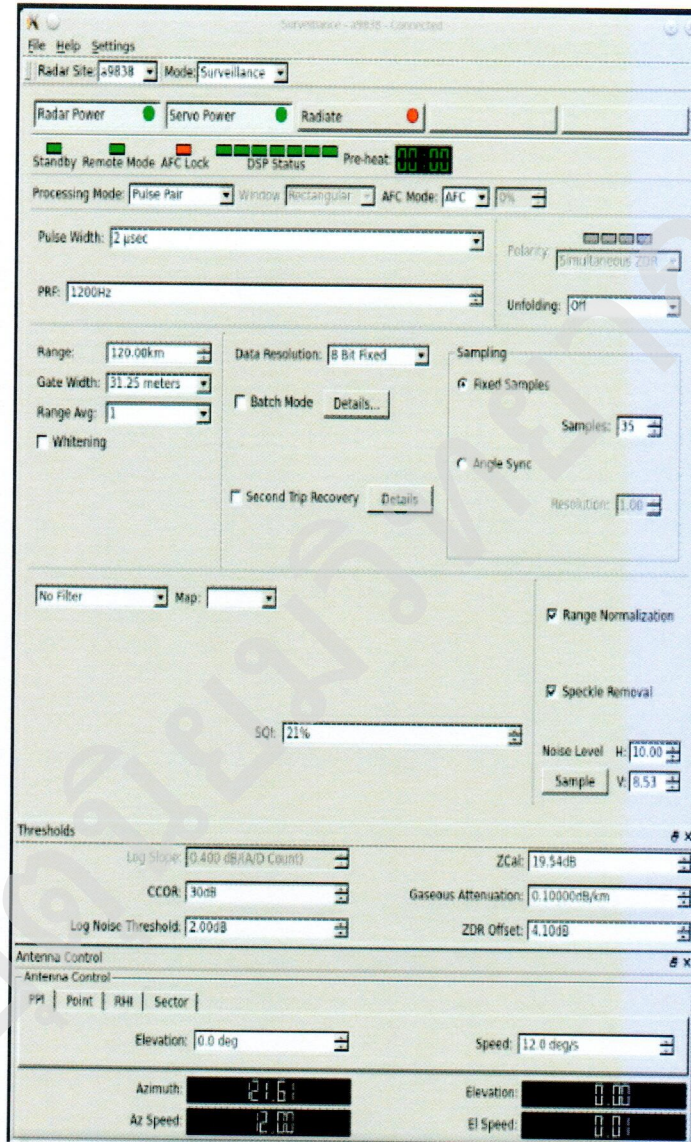 Surveillance - a9838 - Connected
File Help Settings
Radar Site: a9838 Mode: Surveillance
Radar Power Servo Power Radiate
Standby Remote Mode AFC Lock DSP Status Pre-heat: 00:00
Processing Mode: Pulse Pair Window Rectangular AFC Mode: AFC 0%
Pulse Width: 2 µsec
Polarity: Simultaneous ZDR
PRF: 1200Hz
Unfolding: Off
Range: 120.00km Data Resolution: 8 Bit Fixed Sampling
Gate Width: 31.25 meters Fixed Samples
Range Avg: 1 Batch Mode Details...
Samples: 35
Whitening
Angle Sync
Second Trip Recovery Details Resolution: 1.00
No Filter Map:
Range Normalization
Speckle Removal
SQI: 21%
Noise Level H: 10.00
Sample V: 8.53
Thresholds
Log Slope: 0.400 dB/(A/D Count) ZCal: 19.54dB
CCOR: 30dB Gaseous Attenuation: 0.10000dB/km
Log Noise Threshold: 2.00dB ZDR Offset: 4.10dB
Antenna Control
Antenna Control
PPI Point RHI Sector
Elevation: 0.0 deg Speed: 12.0 deg/s
Azimuth: 121.61 Elevation: 0.00
Az Speed: 12.00 El Speed: 0.01